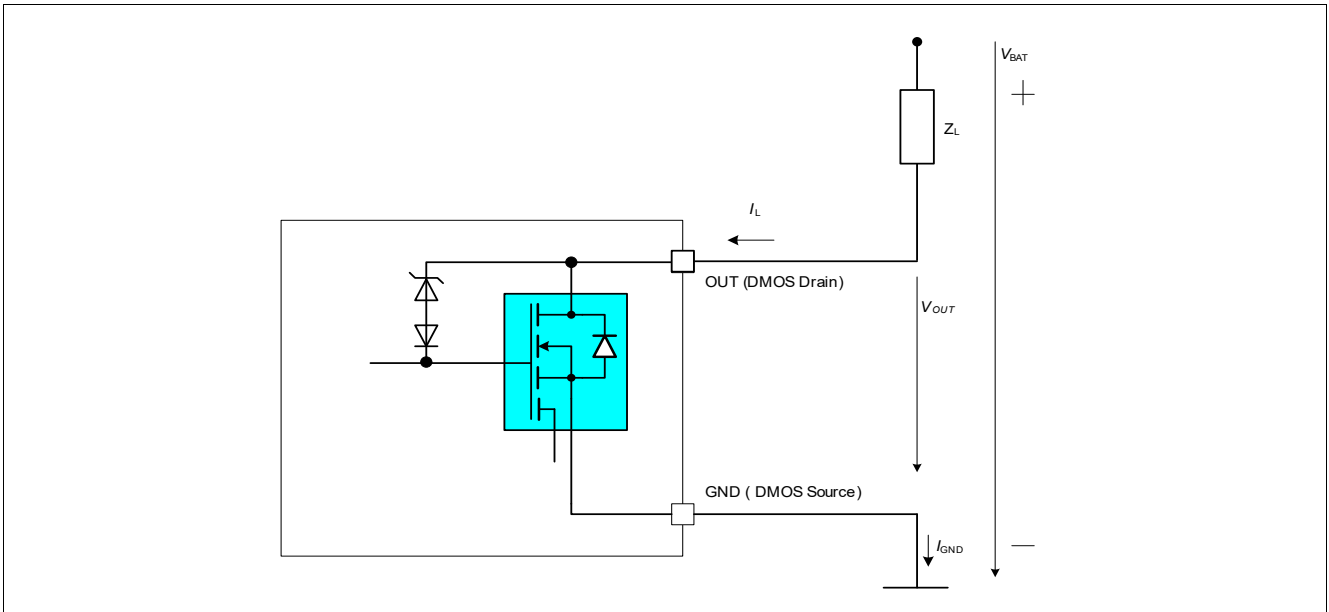 VBAT
+
ZL
IL
OUT (DMOS Drain)
VOUT
GND ( DMOS Source)
IGND
—